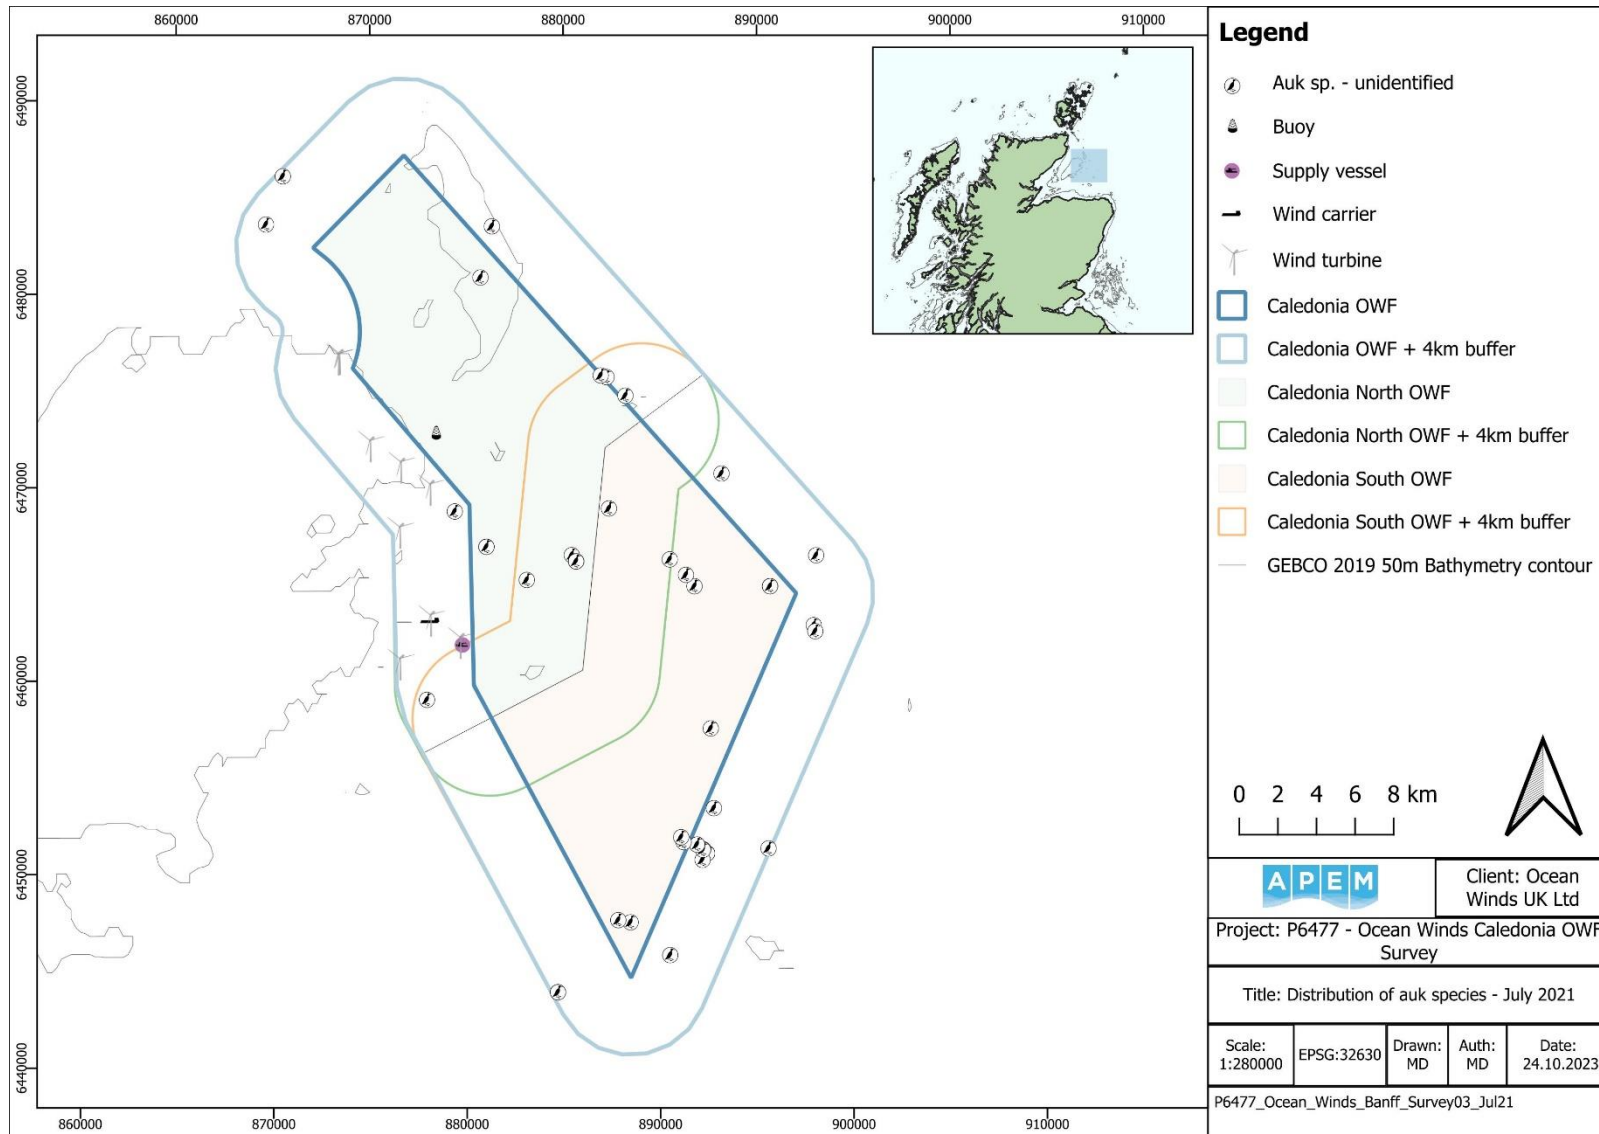 860000
870000
880000
890000
900000
910000
6490000
6480000
6470000
6460000
6450000
6440000
860000
870000
880000
890000
900000
910000
Legend
Auk sp. - unidentified
Buoy
Supply vessel
Wind carrier
Wind turbine
Caledonia OWF
Caledonia OWF + 4km buffer
Caledonia North OWF
Caledonia North OWF + 4km buffer
Caledonia South OWF
Caledonia South OWF + 4km buffer
GEBCO 2019 50m Bathymetry contour
0 2 4 6 8 km
APEM
Client: Ocean
Winds UK Ltd
Project: P6477 - Ocean Winds Caledonia OWF
Survey
Title: Distribution of auk species - July 2021
Scale:
1:280000
EPSG:32630
Drawn:
MD
Auth:
MD
Date:
24.10.2023
P6477_Ocean_Winds_Banff_Survey03_Jul21